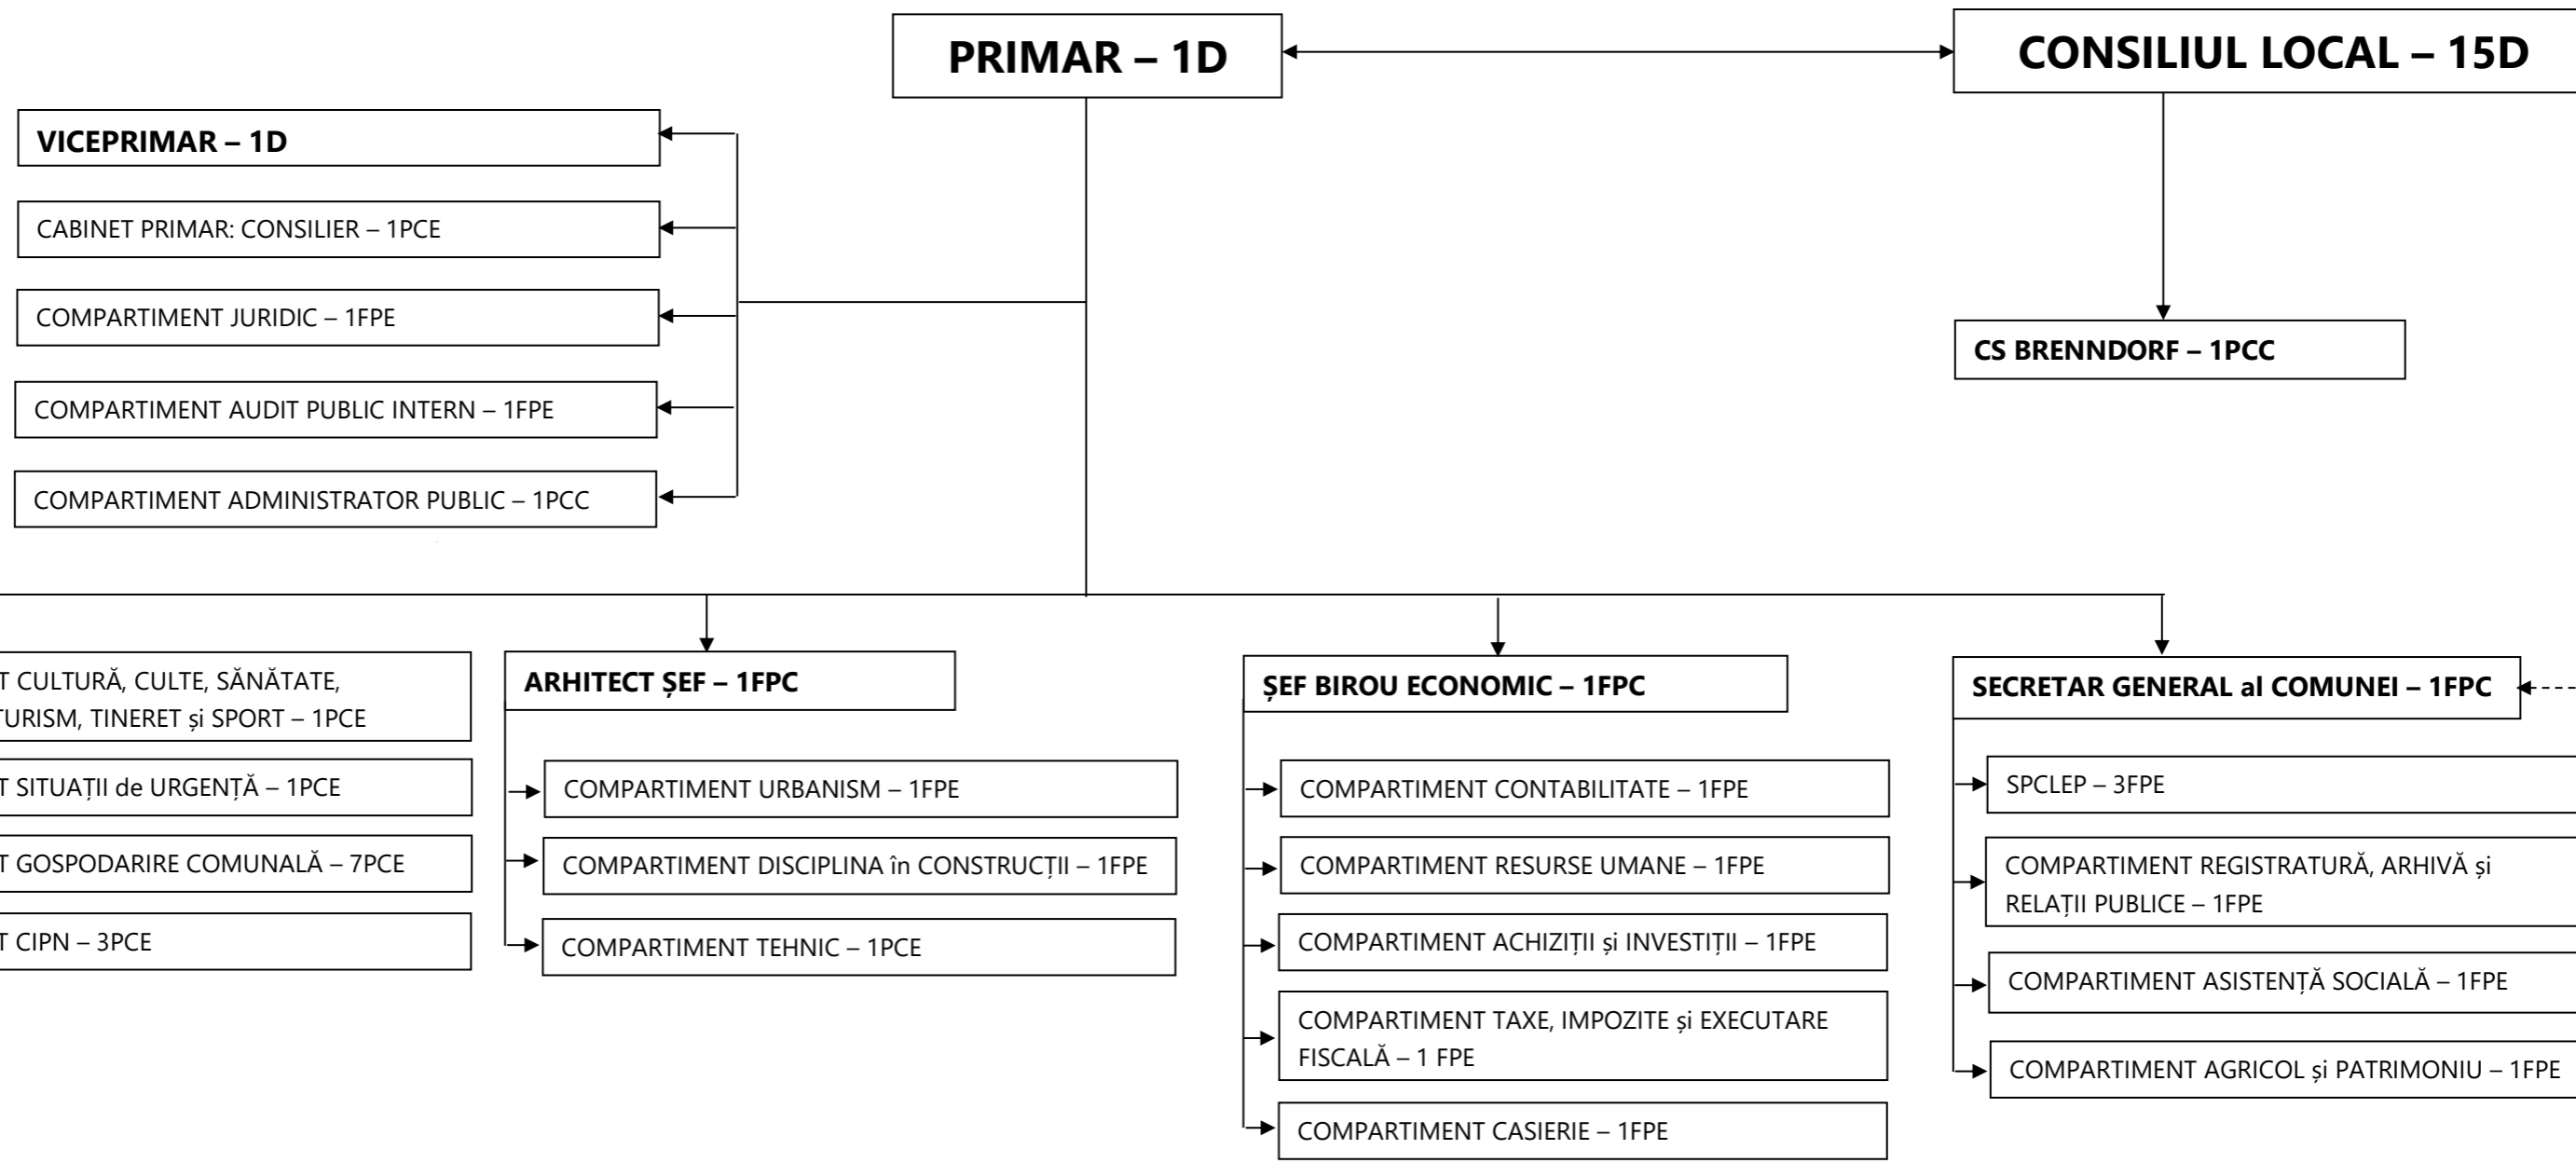 PRIMAR – 1D
CONSILIUL LOCAL – 15D
VICEPRIMAR – 1D
CABINET PRIMAR: CONSILIER – 1PCE
COMPARTIMENT JURIDIC – 1FPE
COMPARTIMENT AUDIT PUBLIC INTERN – 1FPE
COMPARTIMENT ADMINISTRATOR PUBLIC – 1PCC
CS BRENNDORF – 1PCC
T CULTURĂ, CULTE, SĂNĂTATE,
TURISM, TINERET și SPORT – 1PCE
T SITUAȚII de URGENȚĂ – 1PCE
T GOSPODARIRE COMUNALĂ – 7PCE
T CIPN – 3PCE
ARHITECT ȘEF – 1FPC
COMPARTIMENT URBANISM – 1FPE
COMPARTIMENT DISCIPLINA în CONSTRUCȚII – 1FPE
COMPARTIMENT TEHNIC – 1PCE
ȘEF BIROU ECONOMIC – 1FPC
COMPARTIMENT CONTABILITATE – 1FPE
COMPARTIMENT RESURSE UMANE – 1FPE
COMPARTIMENT ACHIZIȚII și INVESTIȚII – 1FPE
COMPARTIMENT TAXE, IMPOZITE și EXECUTARE
FISCALĂ – 1 FPE
COMPARTIMENT CASIERIE – 1FPE
SECRETAR GENERAL al COMUNEI – 1FPC
SPCLEP – 3FPE
COMPARTIMENT REGISTRATURĂ, ARHIVĂ și
RELAȚII PUBLICE – 1FPE
COMPARTIMENT ASISTENȚĂ SOCIALĂ – 1FPE
COMPARTIMENT AGRICOL și PATRIMONIU – 1FPE